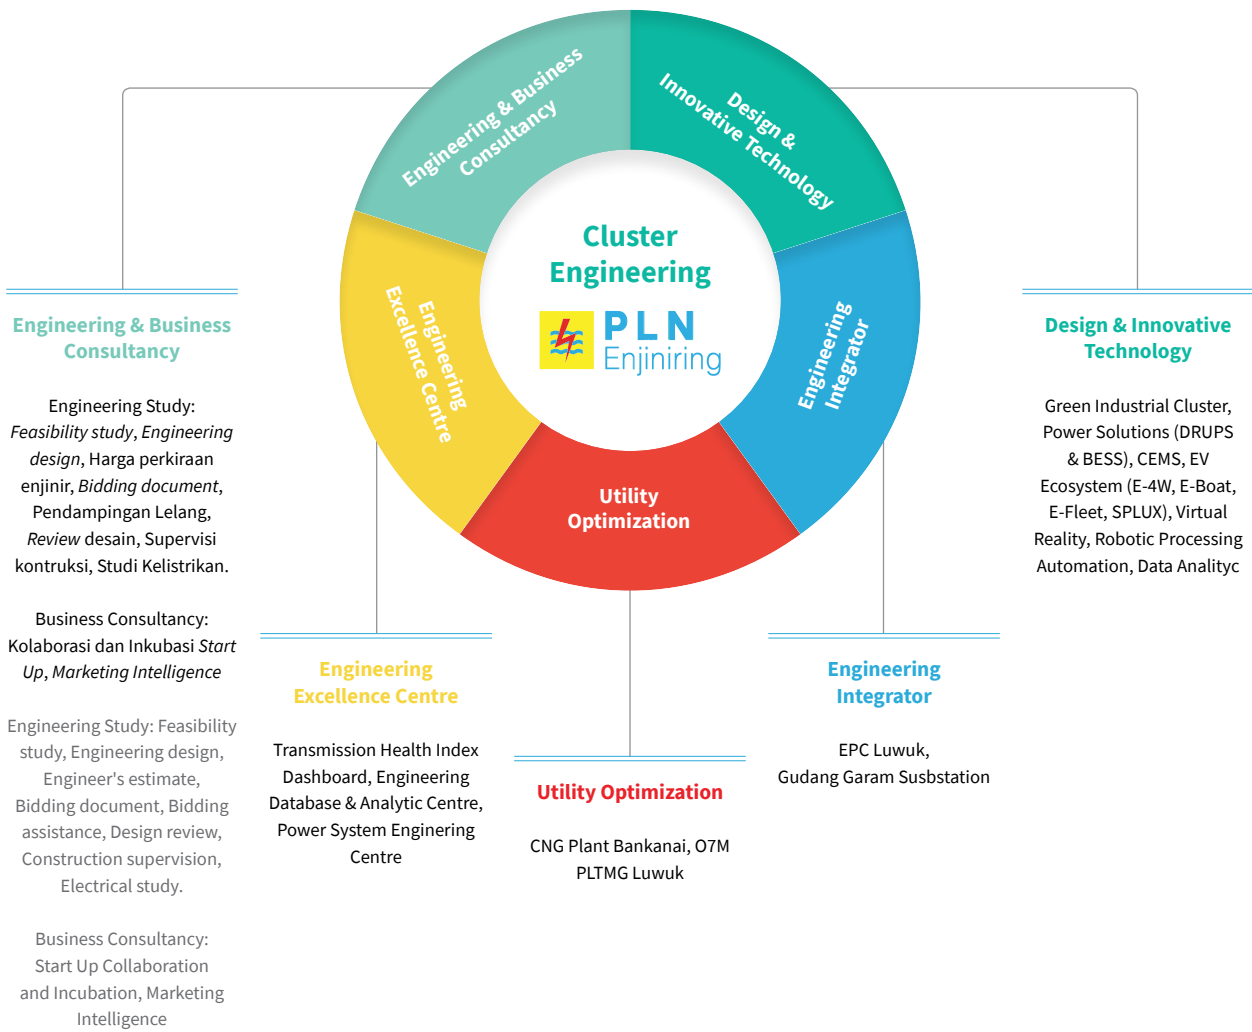 Engineering & Business
Consultancy
Design &
Innovative Technology
Engineering
Excellence Centre
Engineering
Integrator
Utility
Optimization
Cluster
Engineering
PLN
Enjiniring
Engineering & Business
Consultancy
Engineering Study:
Feasibility study, Engineering
design, Harga perkiraan
enjinir, Bidding document,
Pendampingan Lelang,
Review desain, Supervisi
kontruksi, Studi Kelistrikan.
Business Consultancy:
Kolaborasi dan Inkubasi Start
Up, Marketing Intelligence
Engineering Study: Feasibility
study, Engineering design,
Engineer's estimate,
Bidding document, Bidding
assistance, Design review,
Construction supervision,
Electrical study.
Business Consultancy:
Start Up Collaboration
and Incubation, Marketing
Intelligence
Engineering
Excellence Centre
Transmission Health Index
Dashboard, Engineering
Database & Analytic Centre,
Power System Enginering
Centre
Utility Optimization
CNG Plant Bankanai, O7M
PLTMG Luwuk
Engineering
Integrator
EPC Luwuk,
Gudang Garam Susbstation
Design & Innovative
Technology
Green Industrial Cluster,
Power Solutions (DRUPS
& BESS), CEMS, EV
Ecosystem (E-4W, E-Boat,
E-Fleet, SPLUX), Virtual
Reality, Robotic Processing
Automation, Data Analityc